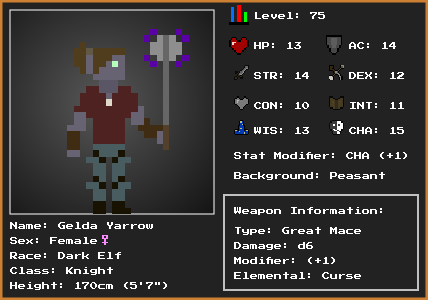 Level: 75
HP: 13 AC: 14
STR: 14 DEX: 12
CON: 10 INT: 11
WIS: 13 CHA: 15
Stat Modifier: CHA (+1)
Background: Peasant
Name: Gelda Yarrow
Sex: Female♀
Race: Dark Elf
Class: Knight
Height: 170cm (5'7")
Weapon Information:
Type: Great Mace
Damage: d6
Modifier: (+1)
Elemental: Curse